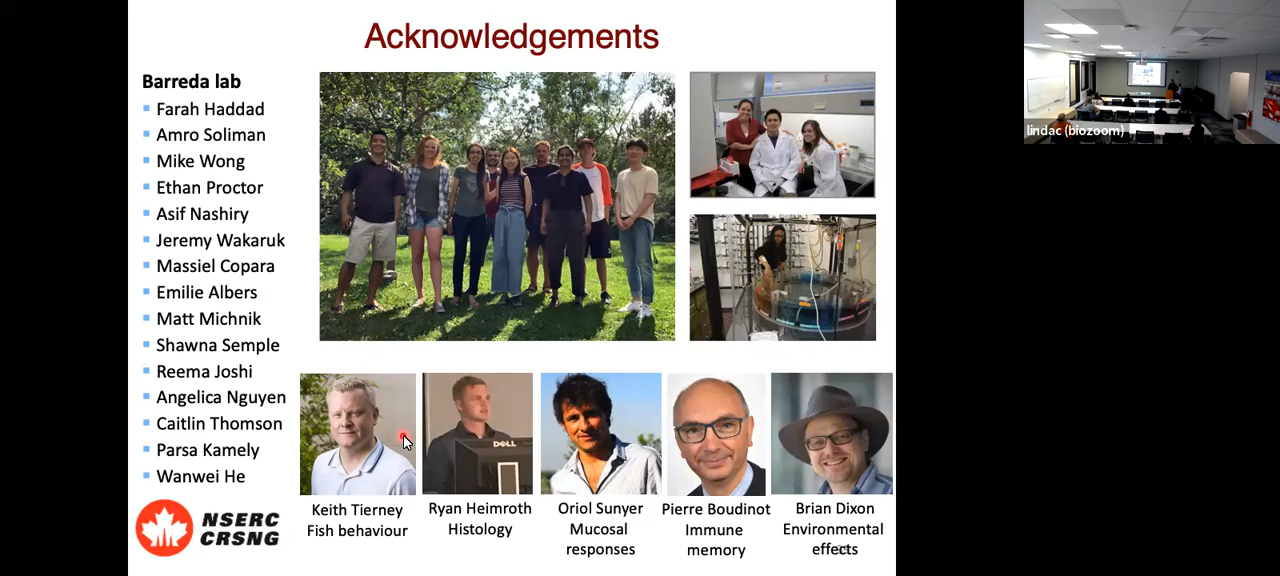 Acknowledgements
Barreda lab
Farah Haddad
Amro Soliman
Mike Wong
Ethan Proctor
Asif Nashiry
Jeremy Wakaruk
Massiel Copara
Emilie Albers
Matt Michnik
Shawna Semple
Reema Joshi
Angelica Nguyen
Caitlin Thomson
Parsa Kamely
Wanwei He
NSERC
CRSNG
DELL
Keith Tierney
Fish behaviour
Ryan Heimroth
Histology
Oriol Sunyer
Mucosal
responses
Pierre Boudinot
Immune
memory
Brian Dixon
Environmental
effects
lindac (biozoom)